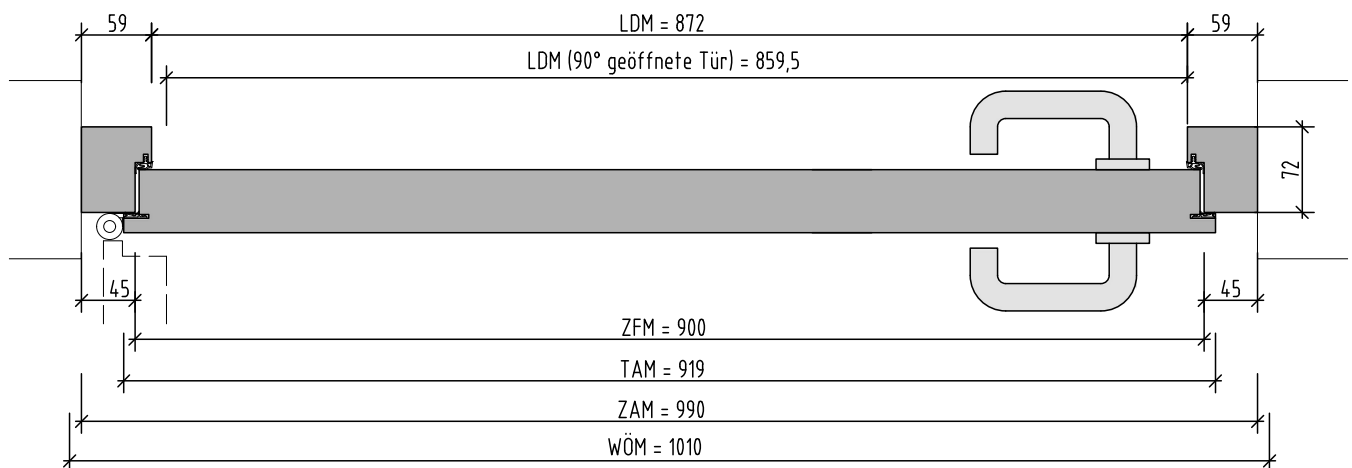 59
LDM = 872
59
LDM (90° geöffnete Tür) = 859,5
72
45
45
ZFM = 900
TAM = 919
ZAM = 990
WÖM = 1010